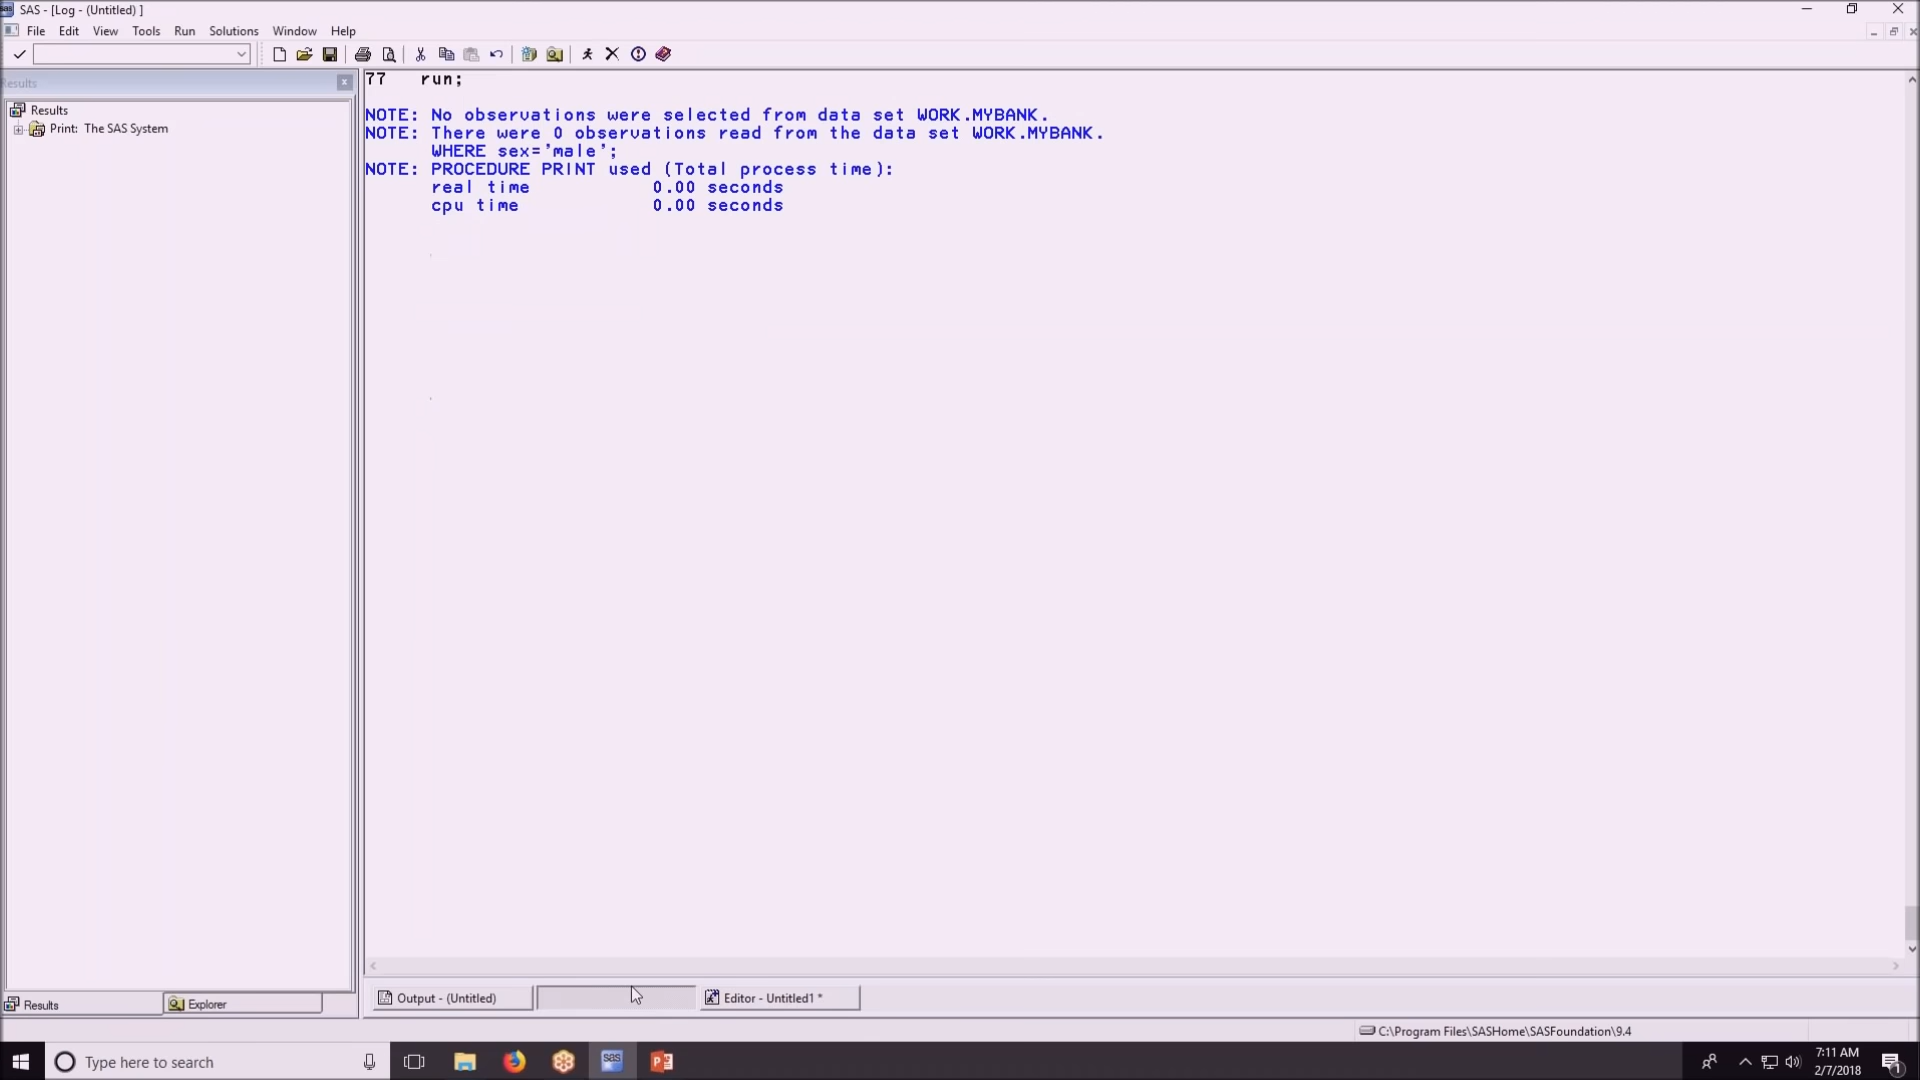 SAS - [Log - (Untitled) ]
File Edit View Tools Run Solutions Window Help
Results
Results
Print: The SAS System
77 run;
NOTE: No observations were selected from data set WORK.MYBANK.
NOTE: There were 0 observations read from the data set WORK.MYBANK.
WHERE sex='male';
NOTE: PROCEDURE PRINT used (Total process time):
real time 0.00 seconds
cpu time 0.00 seconds
Results Explorer
Output - (Untitled) Editor - Untitled1 *
C:\Program Files\SASHome\SASFoundation\9.4
Type here to search
sas
7:11 AM
2/7/2018
1